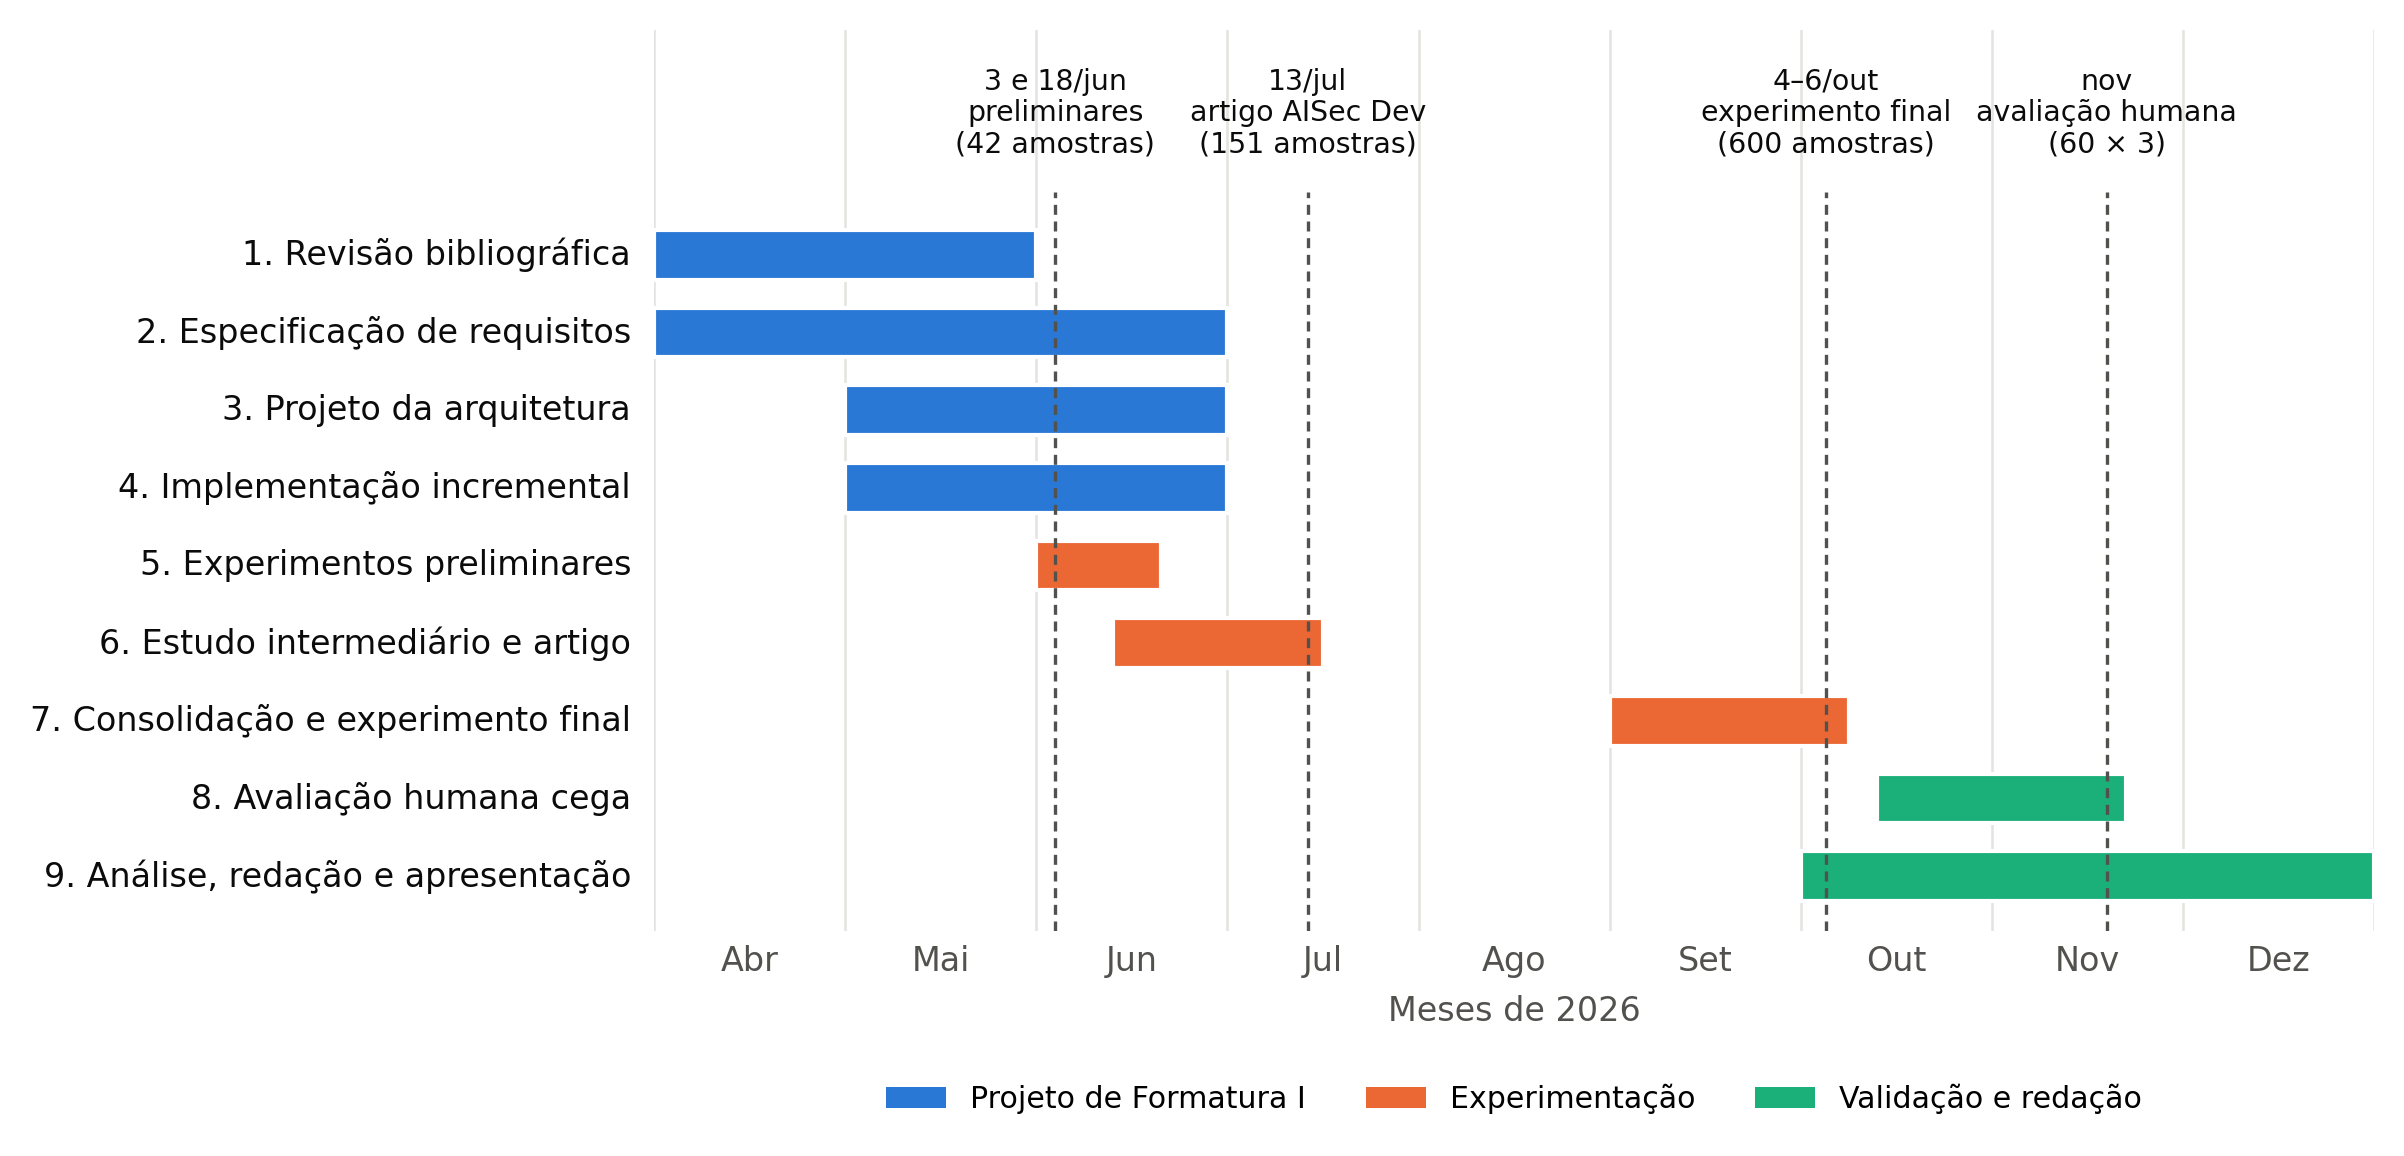 3 e 18/jun
preliminares
(42 amostras)
13/jul
artigo AISec Dev
(151 amostras)
4–6/out
experimento final
(600 amostras)
nov
avaliação humana
(60 × 3)
1. Revisão bibliográfica
2. Especificação de requisitos
3. Projeto da arquitetura
4. Implementação incremental
5. Experimentos preliminares
6. Estudo intermediário e artigo
7. Consolidação e experimento final
8. Avaliação humana cega
9. Análise, redação e apresentação
Abr Mai Jun Jul Ago Set Out Nov Dez
Meses de 2026
Projeto de Formatura I Experimentação Validação e redação